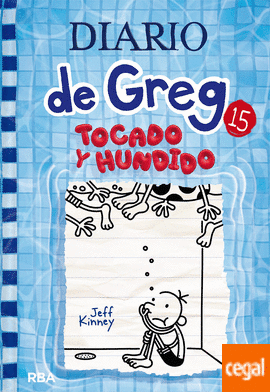 DIARIO
de Greg 15
TOCADO
Y HUNDIDO
Jeff
Kinney
RBA
cegal